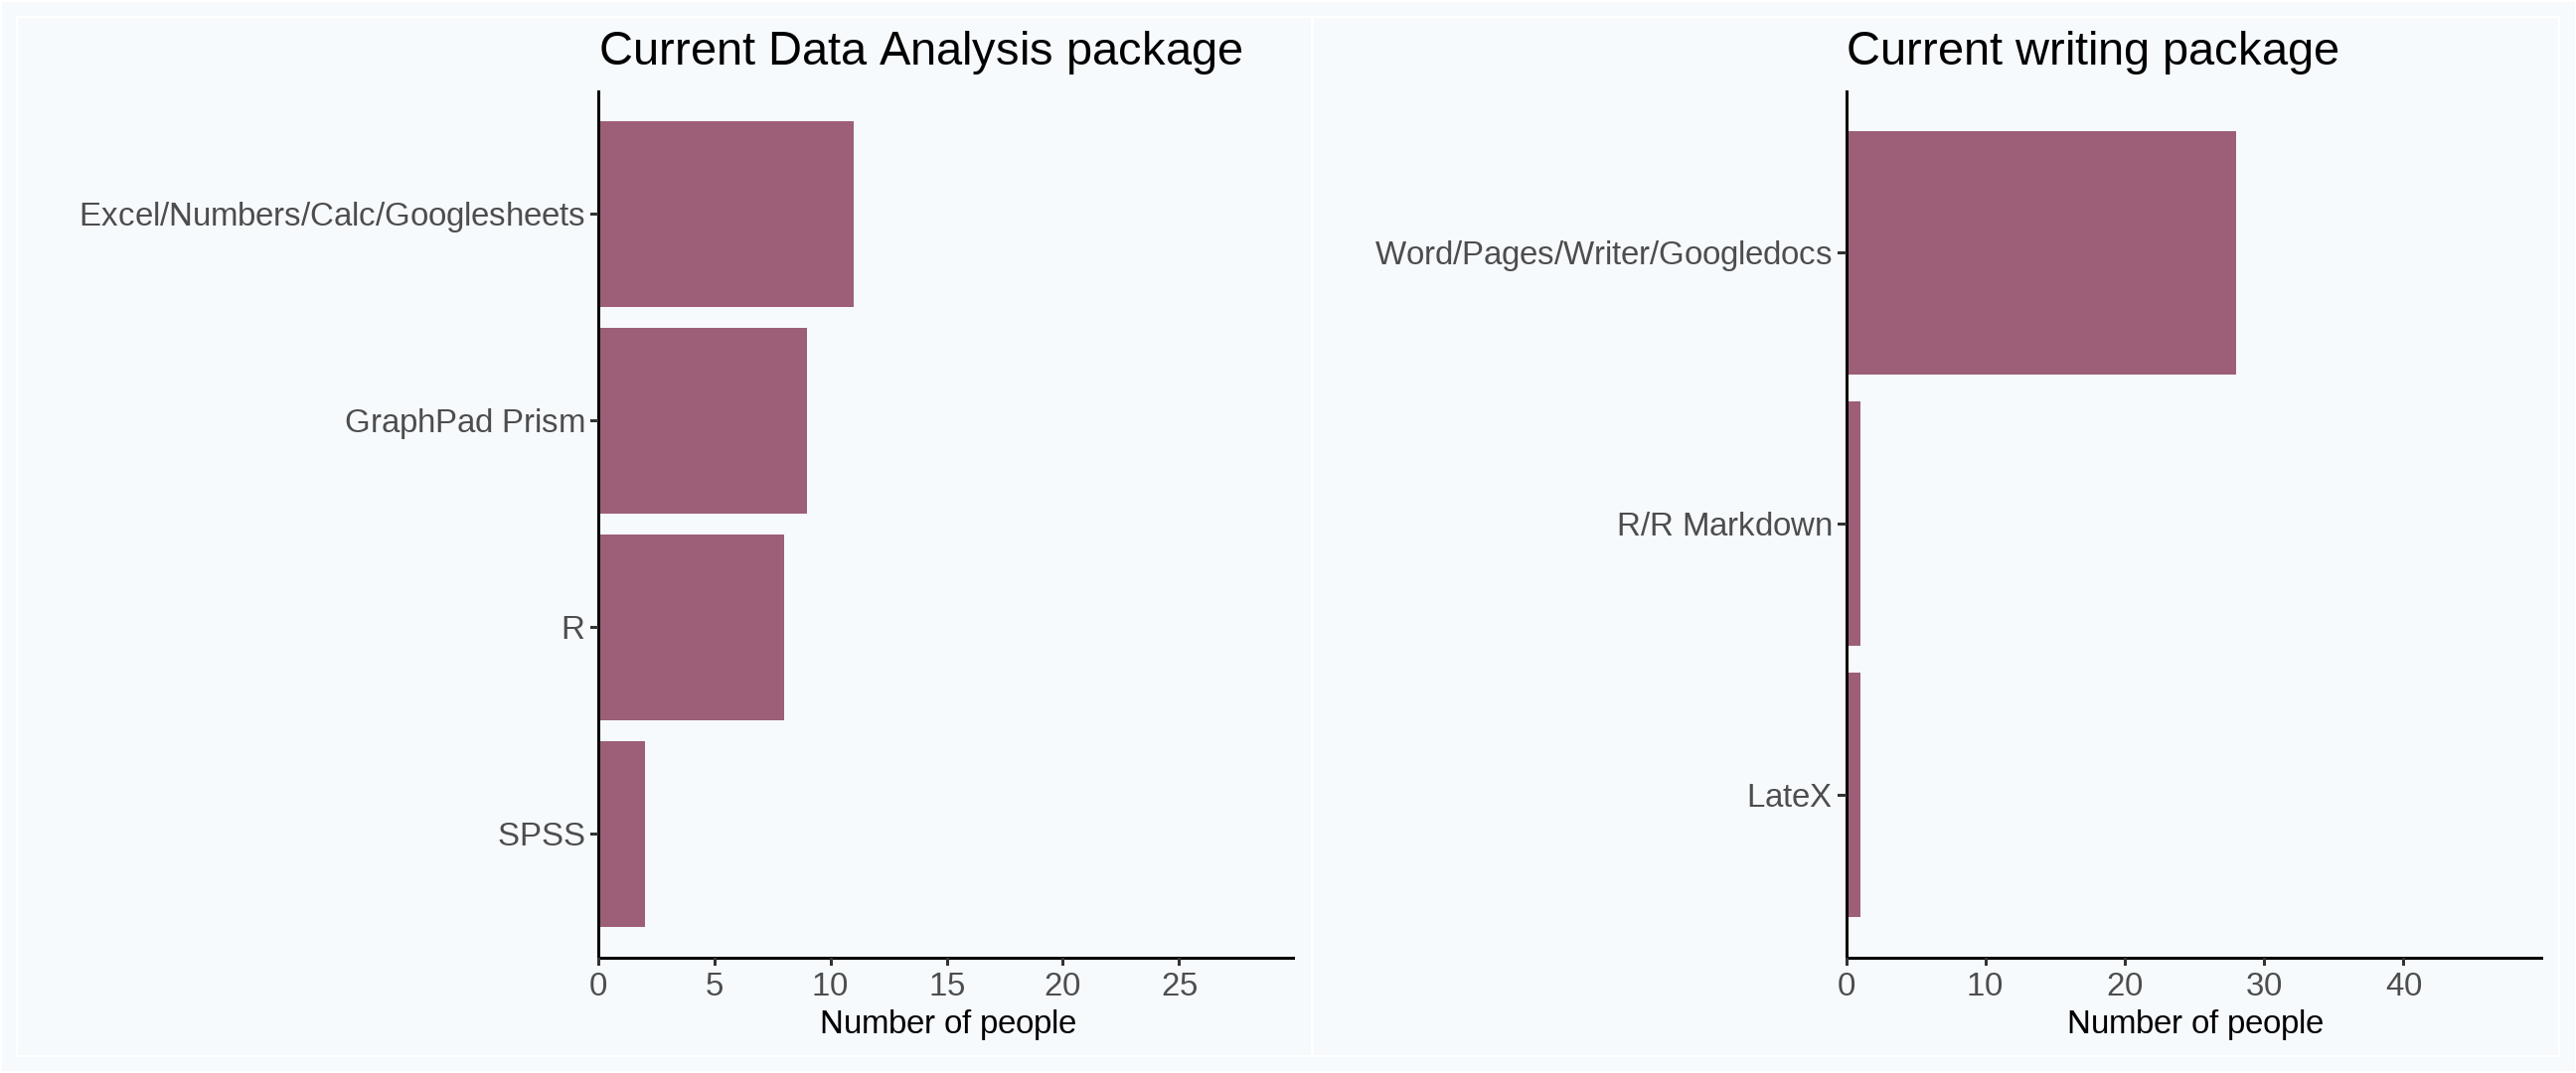 Current Data Analysis package
Excel/Numbers/Calc/Googlesheets
GraphPad Prism
R
SPSS
0 5 10 15 20 25
Number of people
Current writing package
Word/Pages/Writer/Googledocs
R/R Markdown
LateX
0 10 20 30 40
Number of people